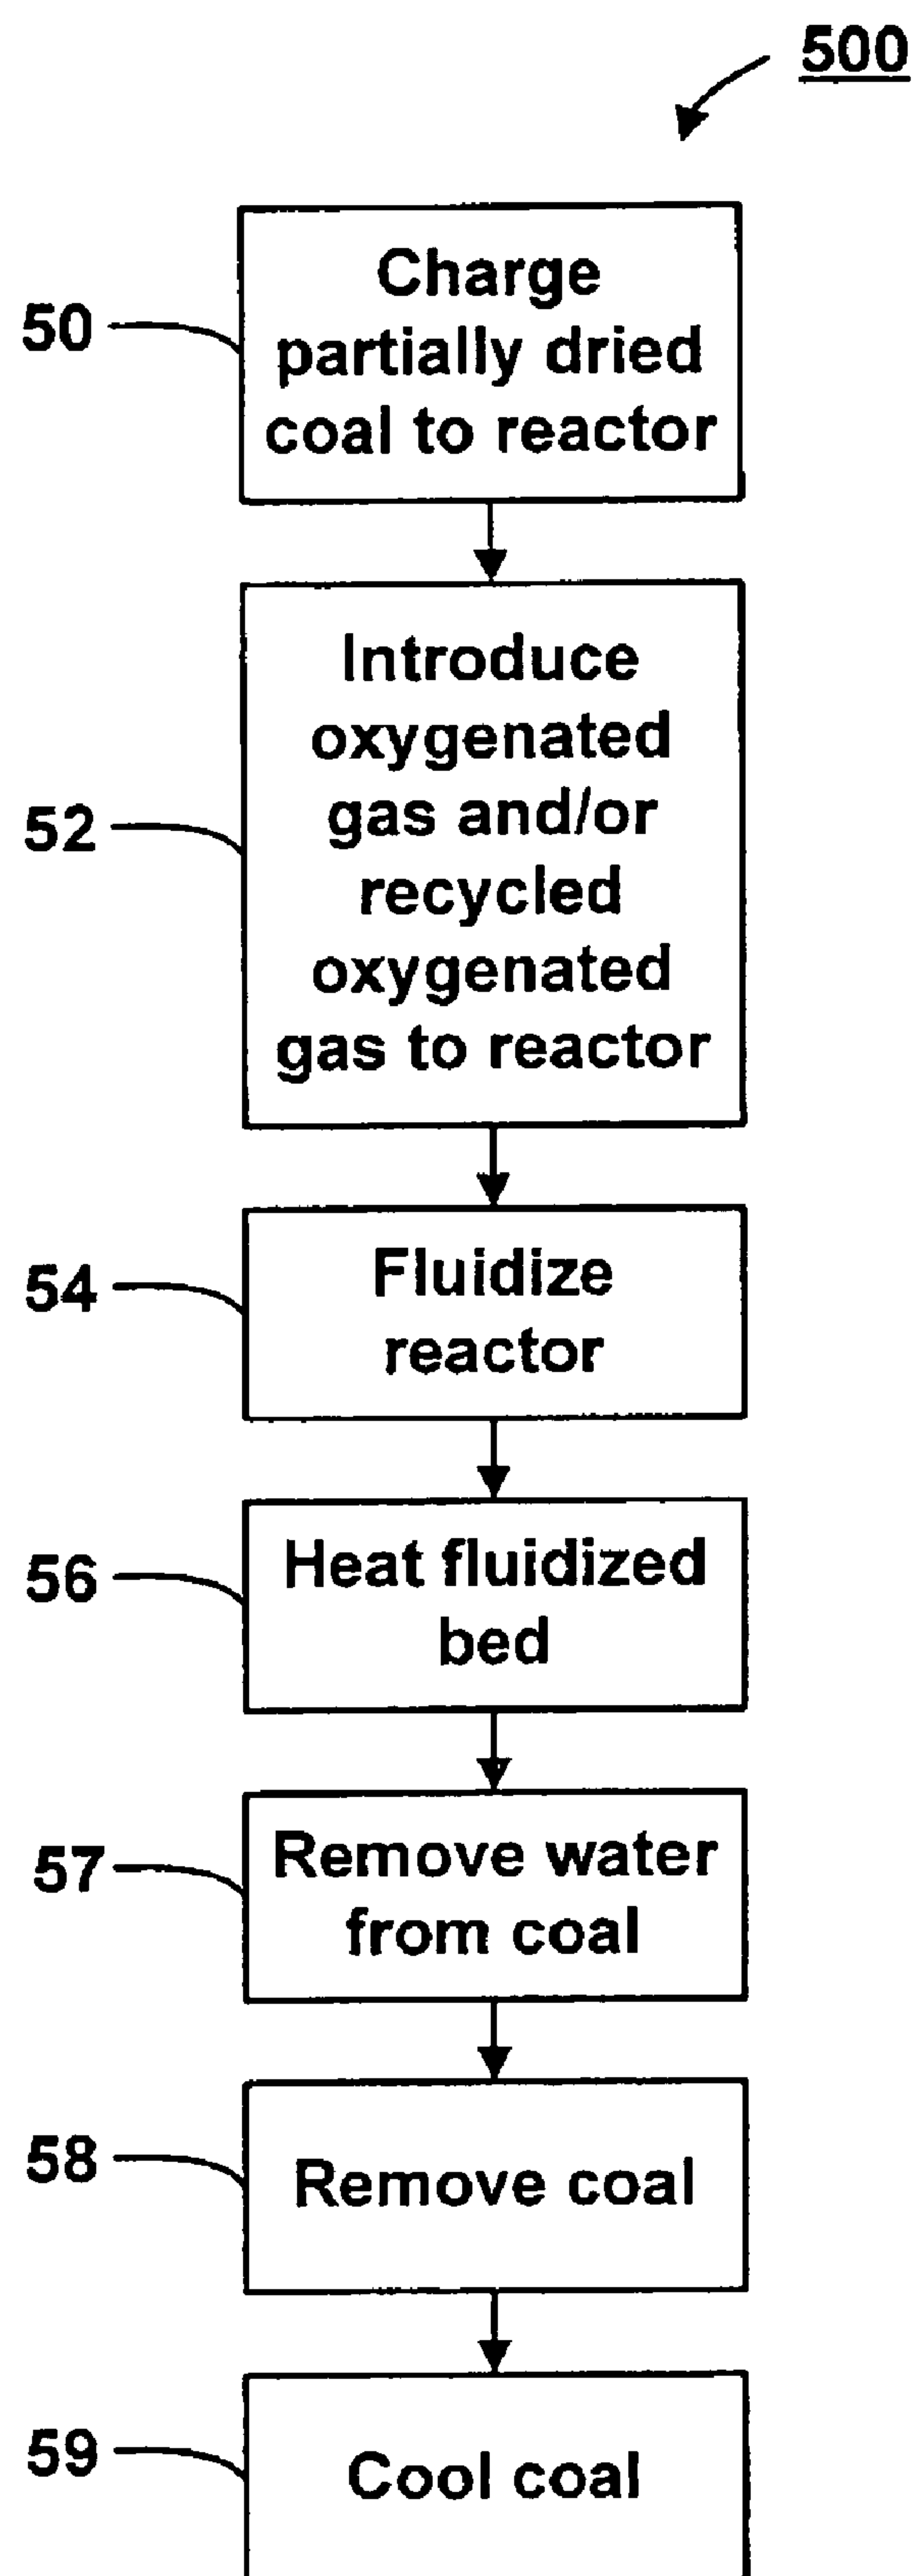 500
50
Charge
partially dried
coal to reactor
52
Introduce
oxygenated
gas and/or
recycled
oxygenated
gas to reactor
54
Fluidize
reactor
56
Heat fluidized
bed
57
Remove water
from coal
58
Remove coal
59
Cool coal